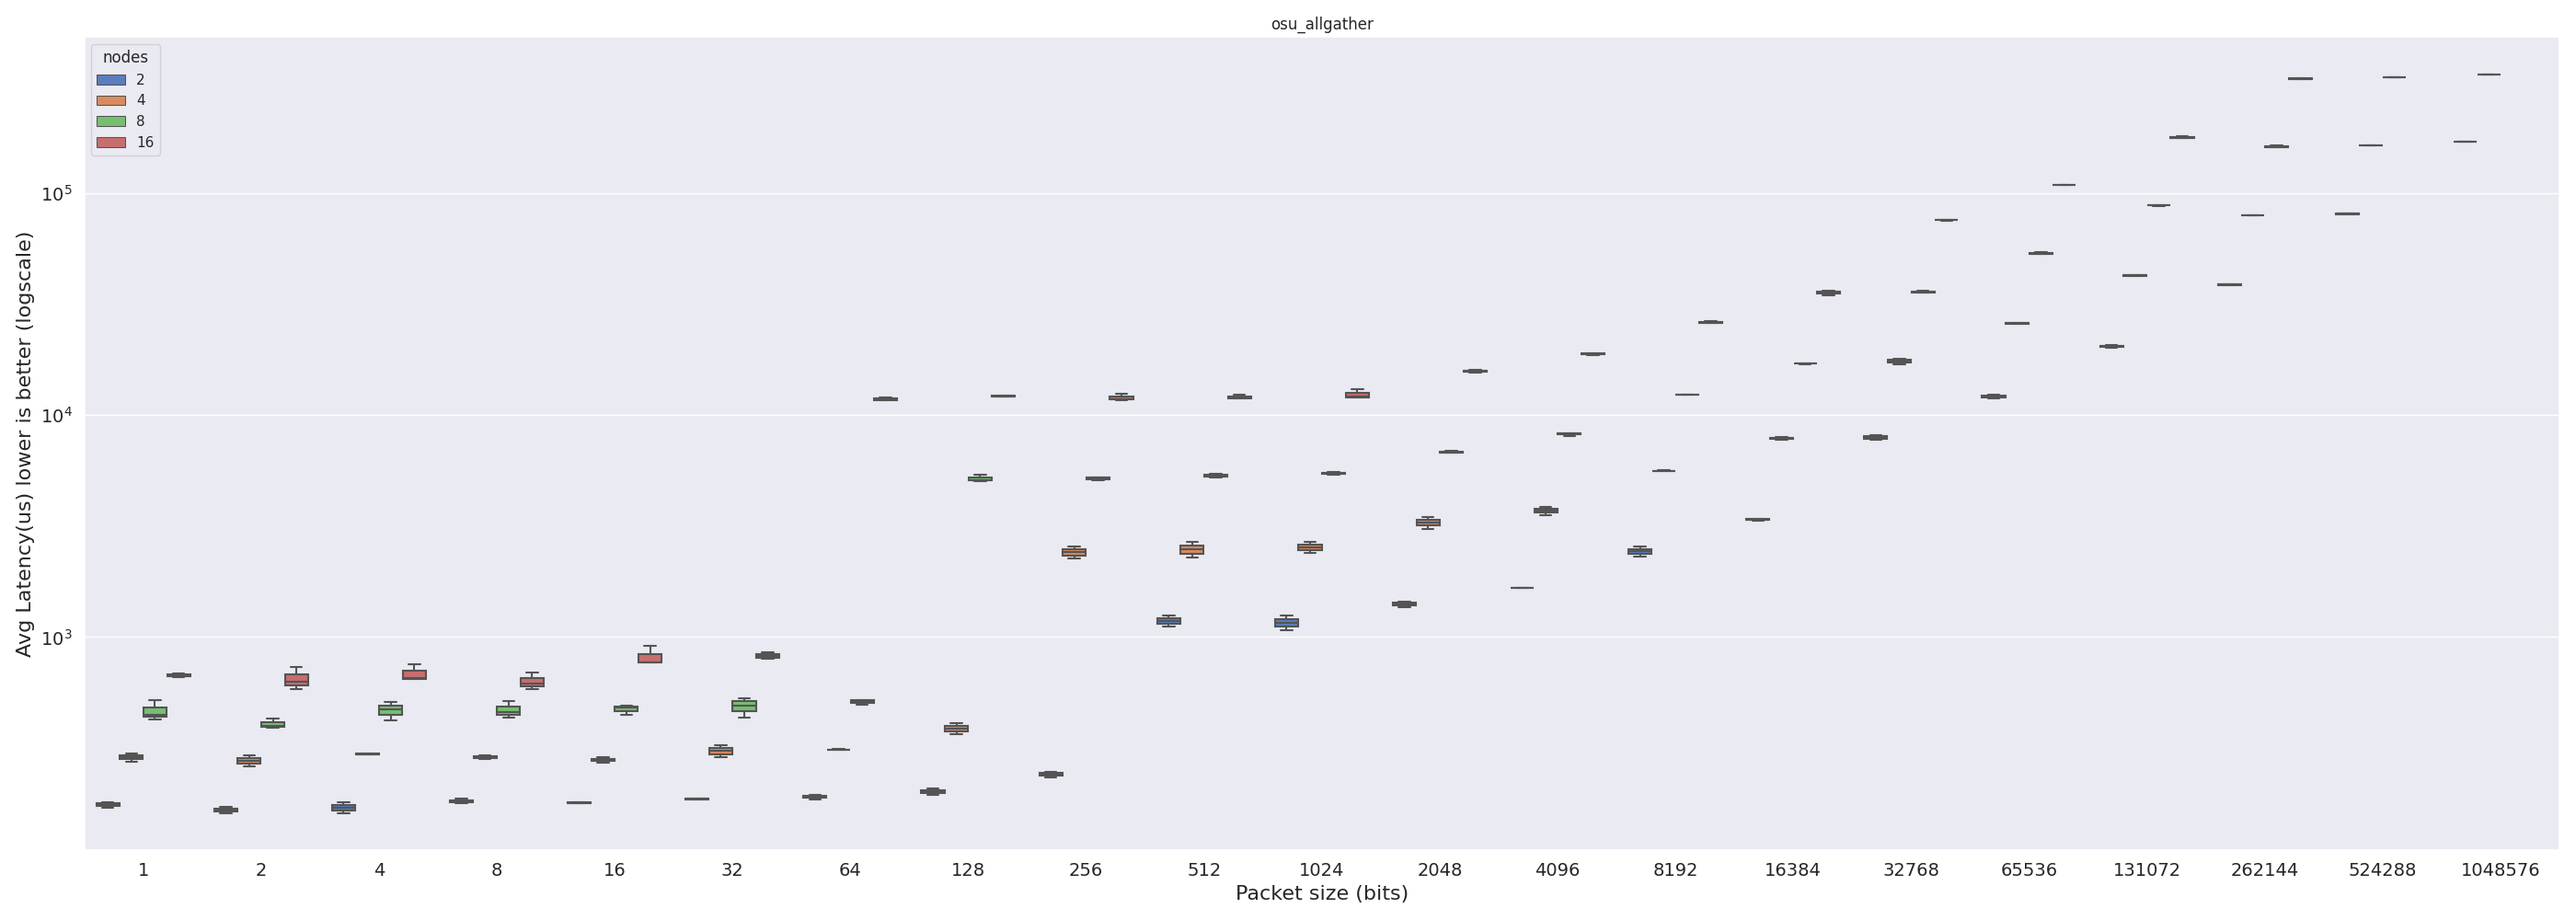 osu_allgather
nodes
2
4
8
16
10^5
10^4
10^3
Avg Latency(us) lower is better (logscale)
1 2 4 8 16 32 64 128 256 512 1024 2048 4096 8192 16384 32768 65536 131072 262144 524288 1048576
Packet size (bits)